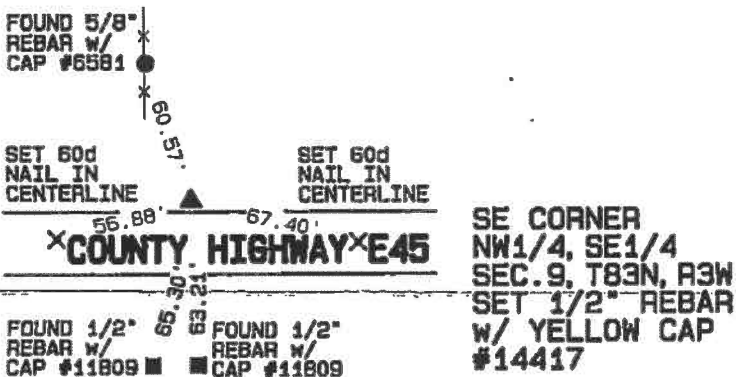 FOUND 5/8"
REBAR w/
CAP #6581
60.57'
SET 60d
NAIL IN
CENTERLINE
SET 60d
NAIL IN
CENTERLINE
56.88'
67.40'
COUNTY HIGHWAY E45
65.30'
63.21
FOUND 1/2"
REBAR w/
CAP #11809
FOUND 1/2"
REBAR w/
CAP #11809
SE CORNER
NW1/4, SE1/4
SEC.9, T83N, R3W
SET 1/2" REBAR
w/ YELLOW CAP
#14417